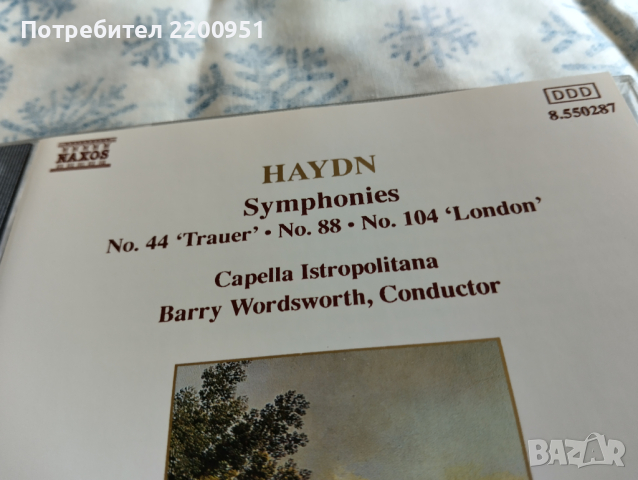 Потребител 2200951
DDD
8.550287
NAXOS
HAYDN
Symphonies
No. 44 ‘Trauer’ • No. 88 • No. 104 ‘London’
Capella Istropolitana
Barry Wordsworth, Conductor
bazar